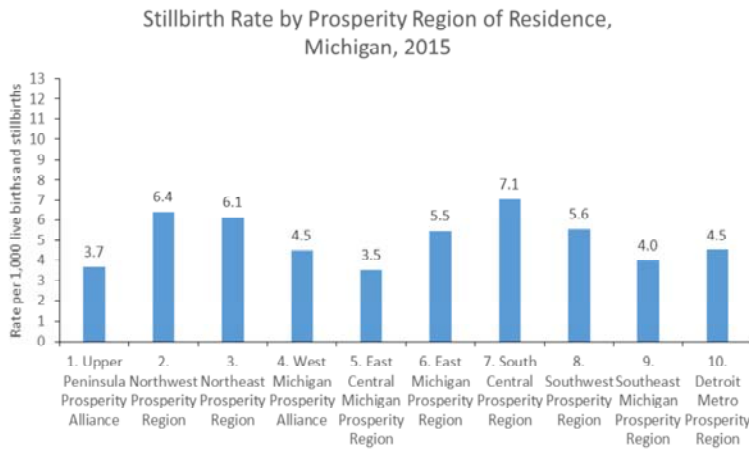 Stillbirth Rate by Prosperity Region of Residence,
Michigan, 2015
Rate per 1,000 live births and stillbirths
13
12
11
10
9
8
7
6
5
4
3
2
1
0
3.7
6.4
6.1
4.5
3.5
5.5
7.1
5.6
4.0
4.5
1. Upper
Peninsula
Prosperity
Alliance
2.
Northwest
Prosperity
Region
3.
Northeast
Prosperity
Region
4. West
Michigan
Prosperity
Alliance
5. East
Central
Michigan
Prosperity
Region
6. East
Michigan
Prosperity
Region
7. South
Central
Prosperity
Region
8.
Southwest
Prosperity
Region
9.
Southeast
Michigan
Prosperity
Region
10.
Detroit
Metro
Prosperity
Region